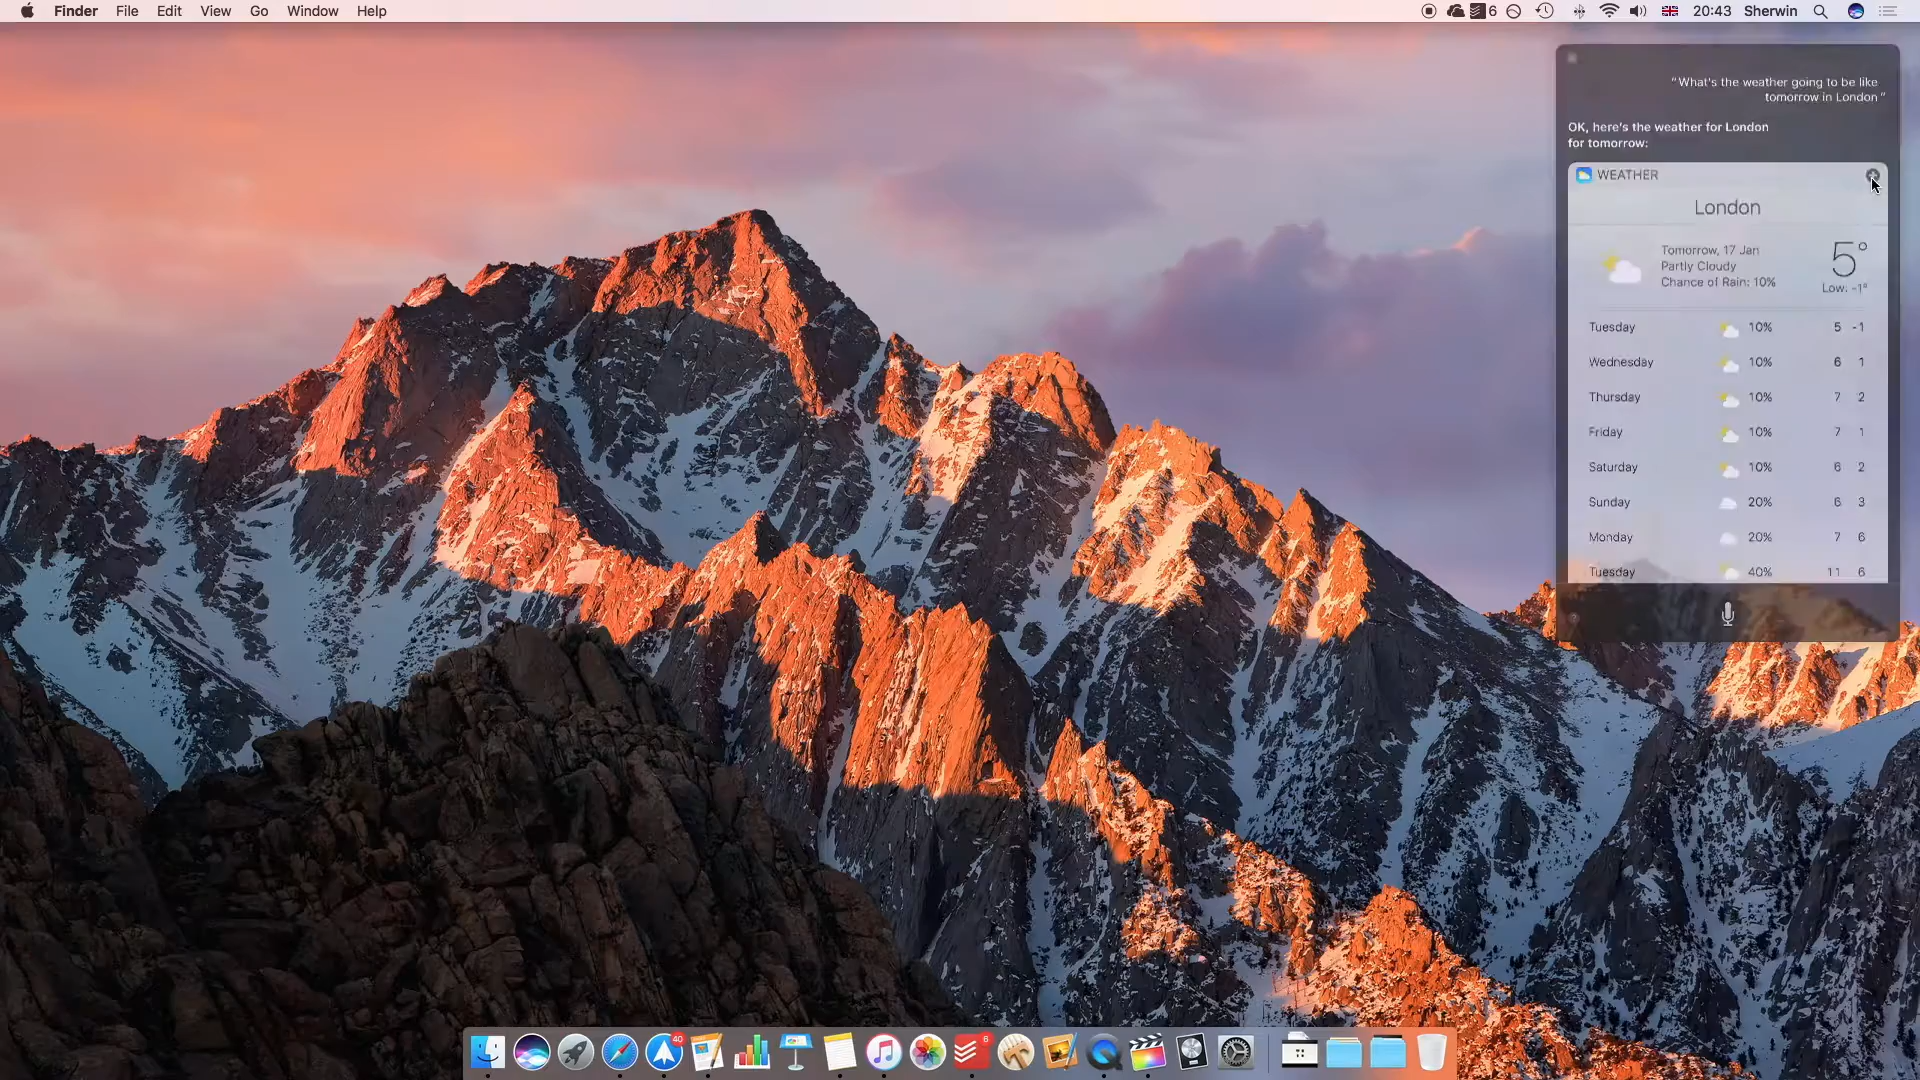 Finder File Edit View Go Window Help 6 20:43 Sherwin
"What's the weather going to be like
tomorrow in London"
OK, here's the weather for London
for tomorrow:
WEATHER
London
Tomorrow, 17 Jan
Partly Cloudy
Chance of Rain: 10%
5°
Low: -1°
Tuesday 10% 5 -1
Wednesday 10% 6 1
Thursday 10% 7 2
Friday 10% 7 1
Saturday 10% 6 2
Sunday 20% 6 3
Monday 20% 7 6
Tuesday 40% 11 6
40 6